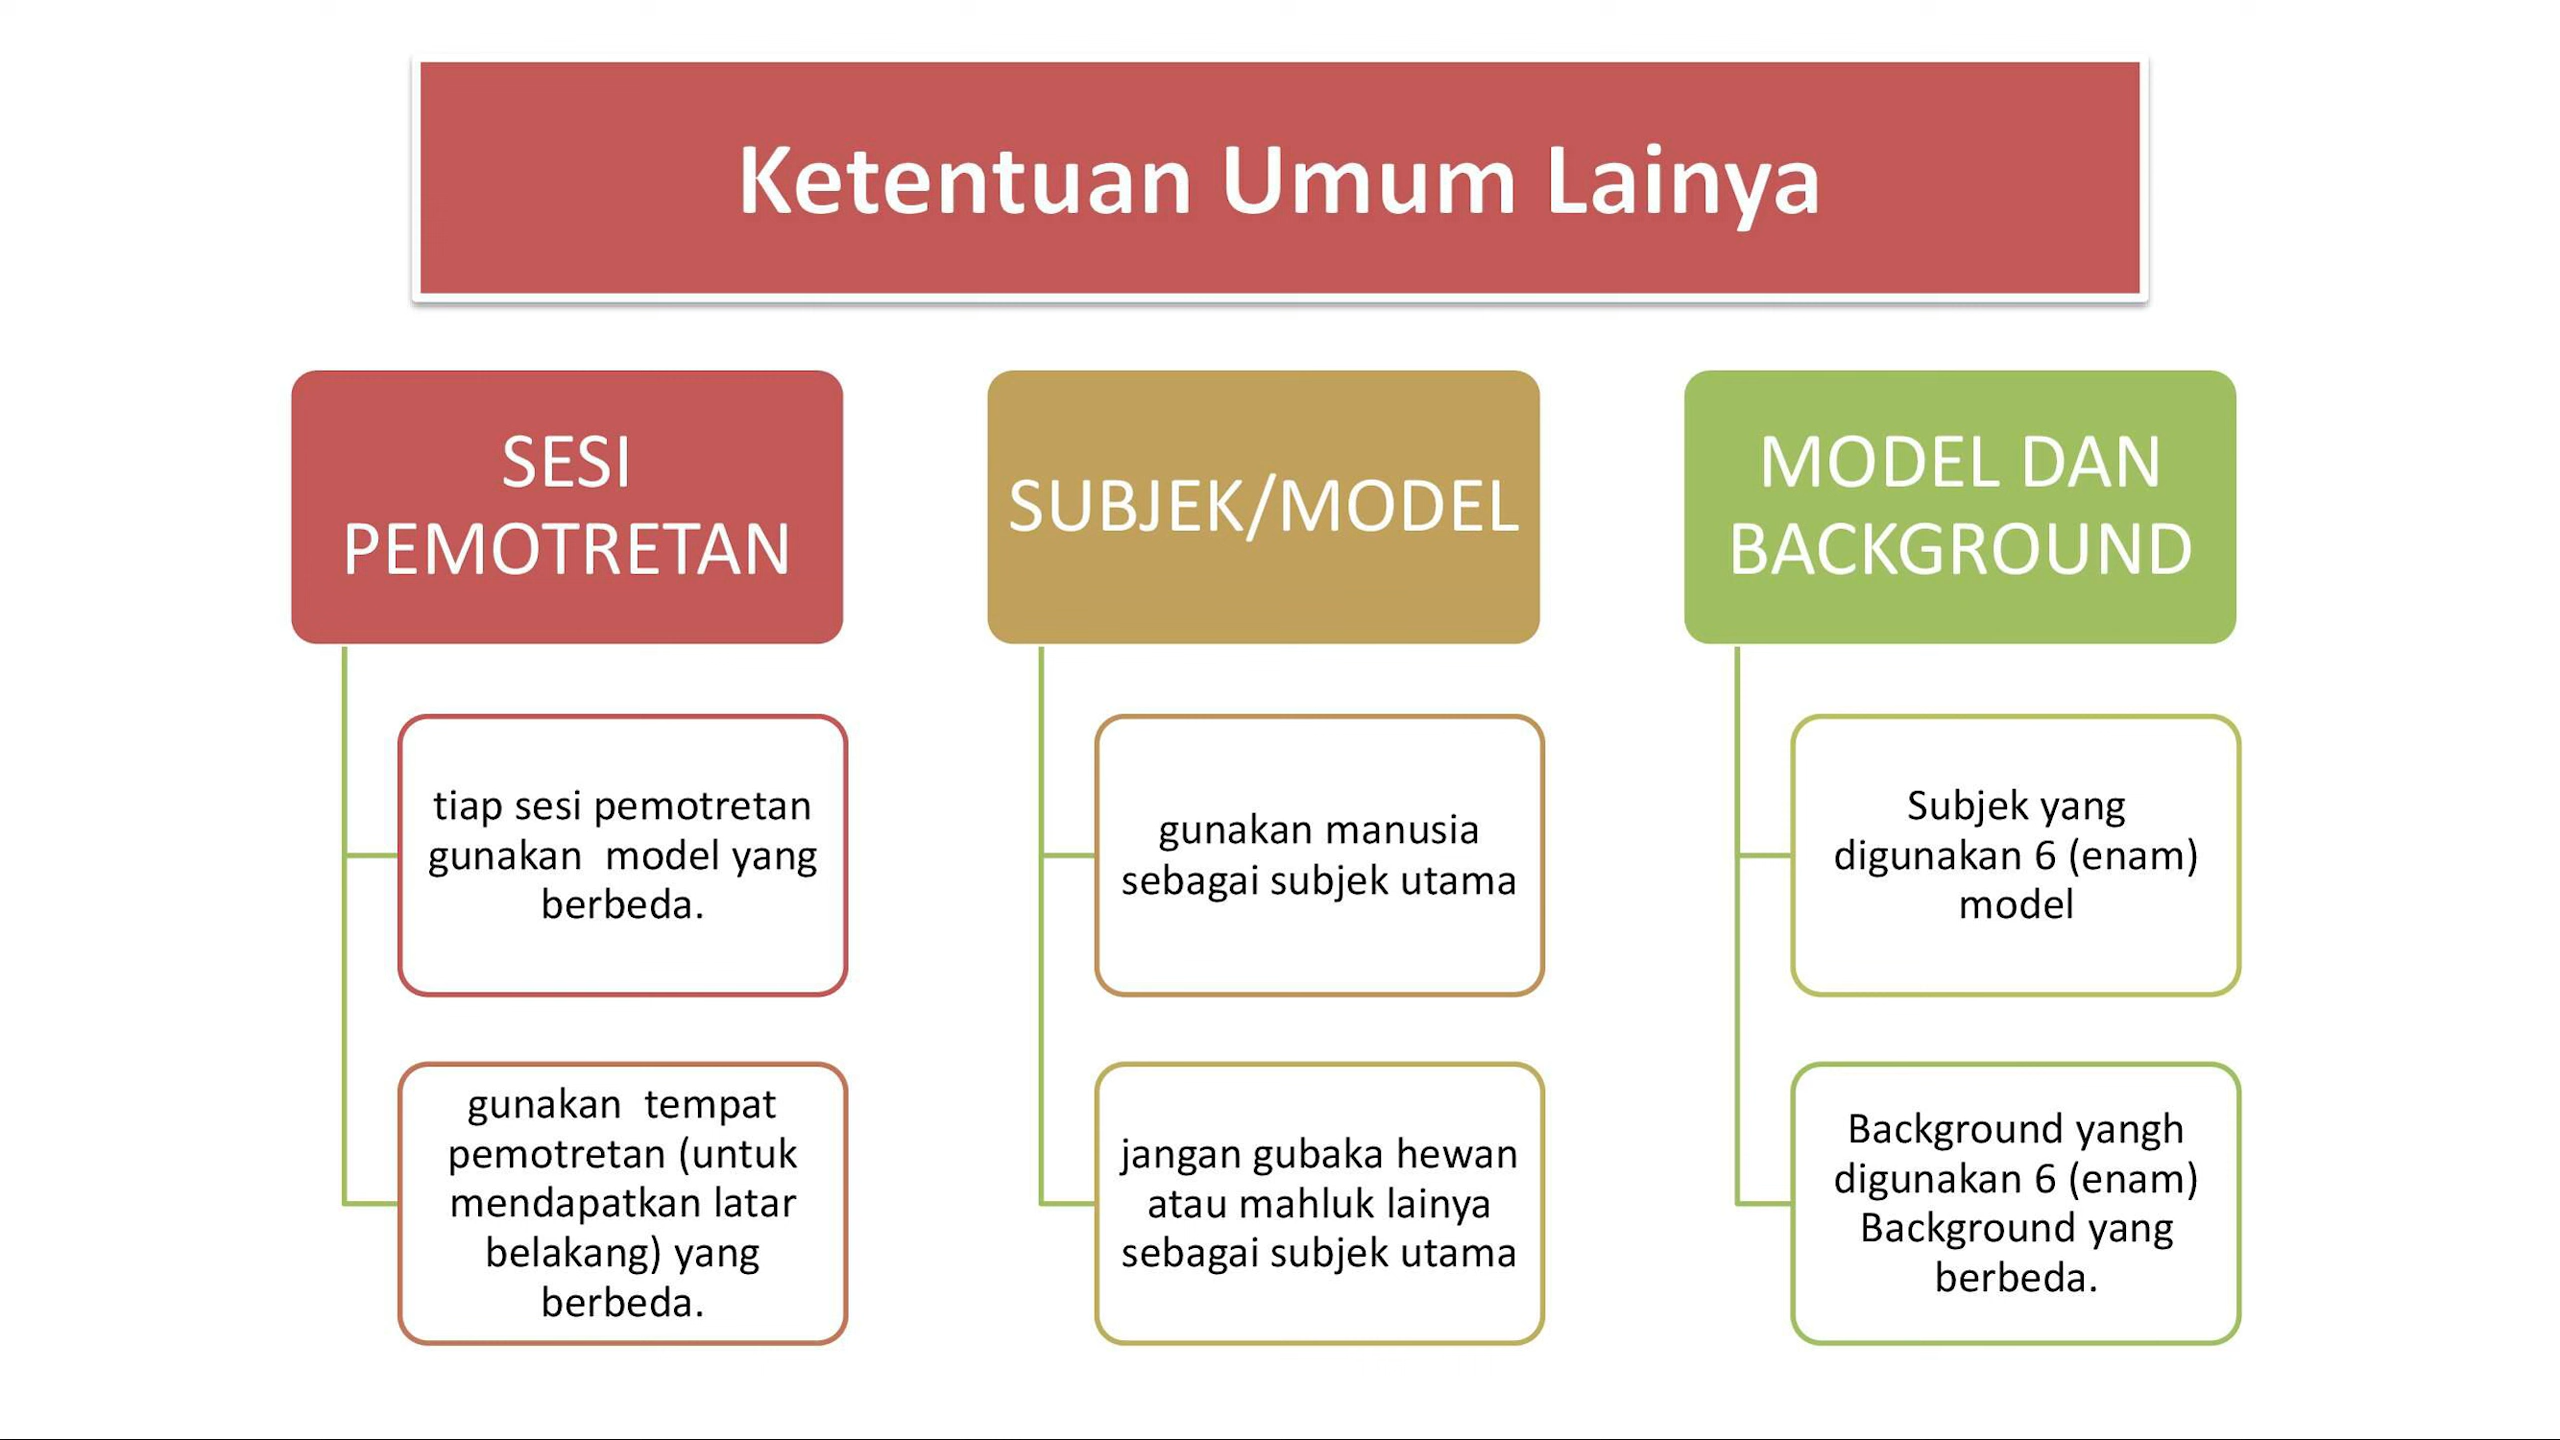 Ketentuan Umum Lainya
SESI
PEMOTRETAN
tiap sesi pemotretan
gunakan  model yang
berbeda.
gunakan  tempat
pemotretan (untuk
mendapatkan latar
belakang) yang
berbeda.
SUBJEK/MODEL
gunakan manusia
sebagai subjek utama
jangan gubaka hewan
atau mahluk lainya
sebagai subjek utama
MODEL DAN
BACKGROUND
Subjek yang
digunakan 6 (enam)
model
Background yangh
digunakan 6 (enam)
Background yang
berbeda.